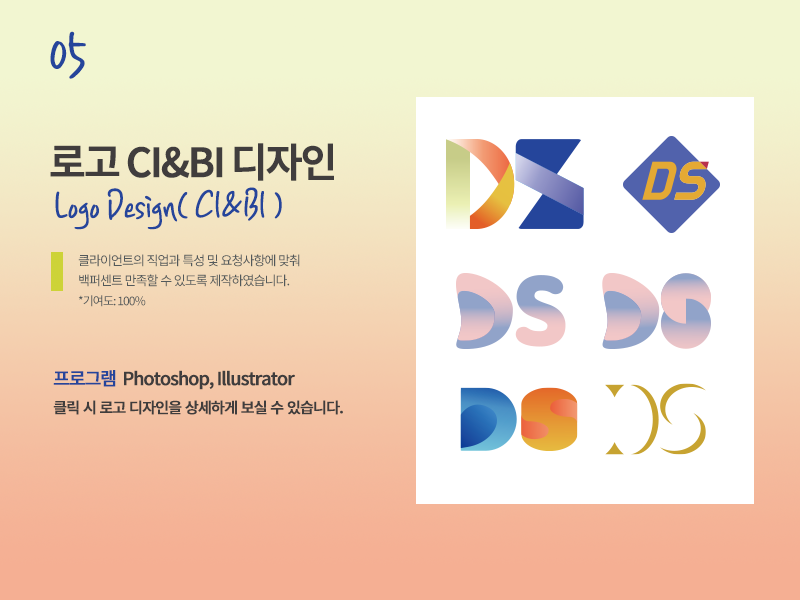 05
로고 CI&BI 디자인
Logo Design( CI&BI )
클라이언트의 직업과 특성 및 요청사항에 맞춰
백퍼센트 만족할 수 있도록 제작하였습니다.
*기여도: 100%
프로그램 Photoshop, Illustrator
클릭 시 로고 디자인을 상세하게 보실 수 있습니다.
DS DS
DS DS
DS DS